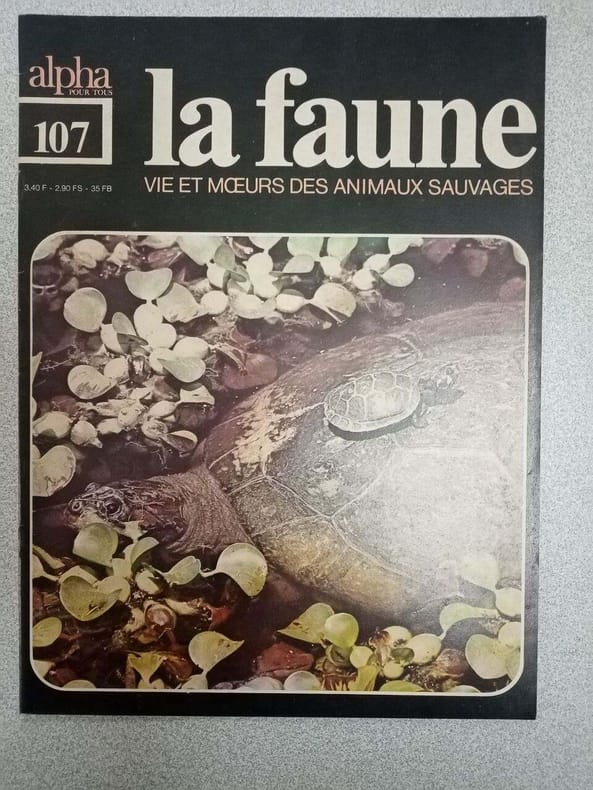 alpha
POUR TOUS
107
la faune
3.40 F - 2.90 FS - 35 FB
VIE ET MŒURS DES ANIMAUX SAUVAGES